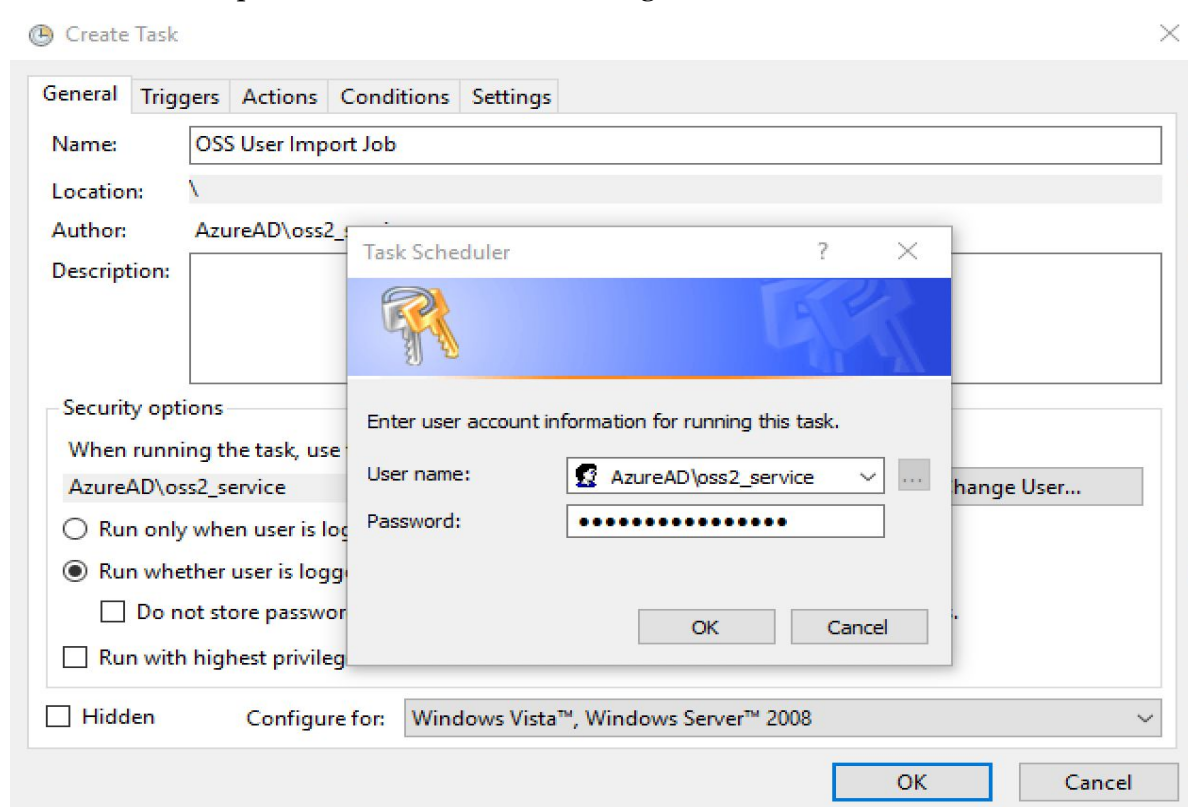 Create Task
General Triggers Actions Conditions Settings
Name: OSS User Import Job
Location: \
Author: AzureAD\oss2_
Description:
Task Scheduler ?
Enter user account information for running this task.
User name: AzureAD\oss2_service ...
Password: ●●●●●●●●●●●●●●●●
OK Cancel
Security options
When running the task, use
AzureAD\oss2_service hange User...
Run only when user is log
Run whether user is logg
Do not store passwor
Run with highest privileg
Hidden Configure for: Windows Vista™, Windows Server™ 2008
OK Cancel